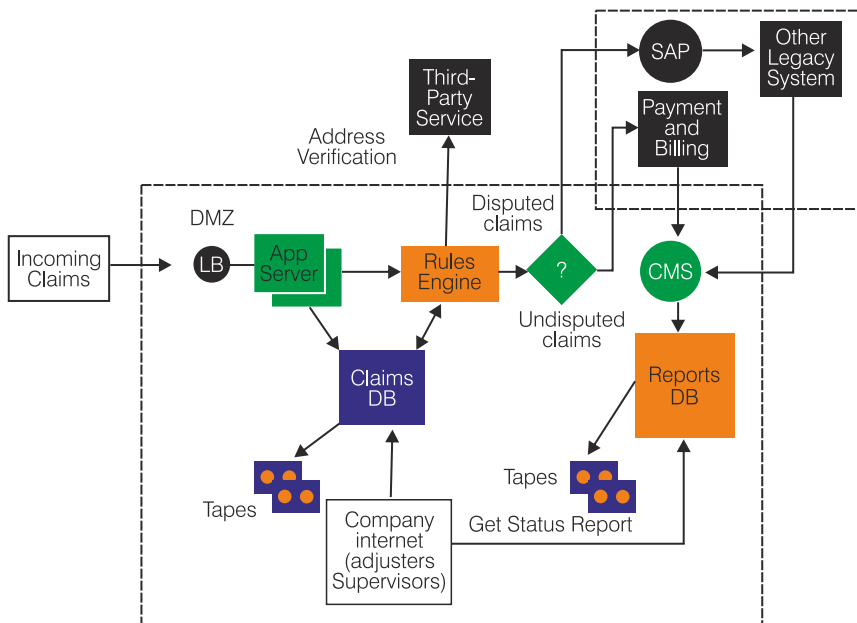 SAP
Other
Legacy
System
Third-
Party
Service
Payment
and
Billing
Address
Verification
Disputed
claims
DMZ
Incoming
Claims
LB
App
Server
Rules
Engine
?
CMS
Undisputed
claims
Claims
DB
Reports
DB
Tapes
Tapes
Company
internet
(adjusters
Supervisors)
Get Status Report